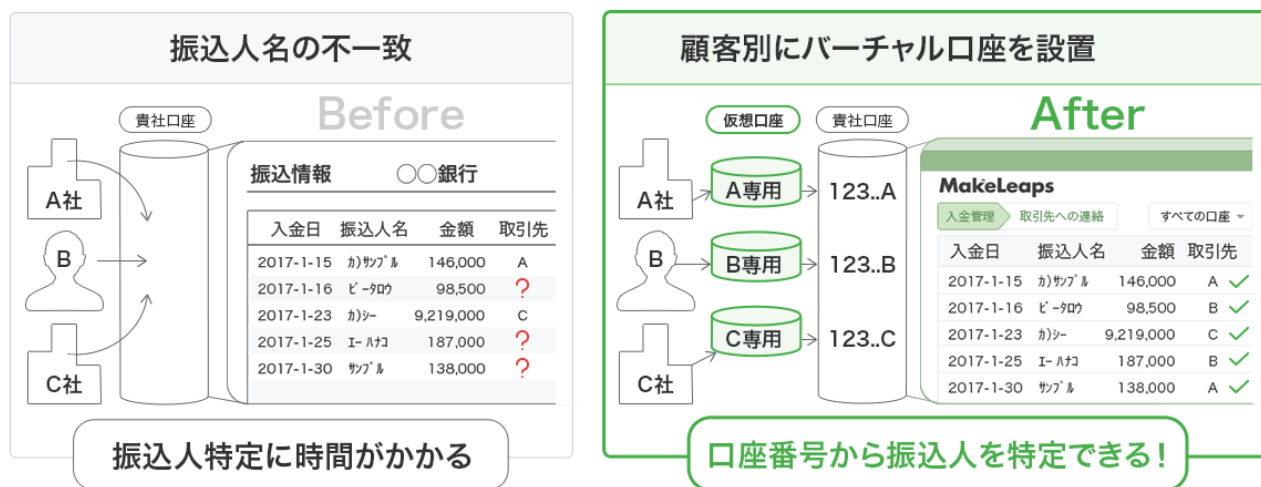 振込人名の不一致
Before
貴社口座
A社
B
C社
振込情報 ○○銀行
入金日 振込人名 金額 取引先
2017-1-15 カ)サンプル 146,000 A
2017-1-16 ビータロウ 98,500 ?
2017-1-23 カ)シー 9,219,000 C
2017-1-25 エーハナコ 187,000 ?
2017-1-30 サンプル 138,000 ?
振込人特定に時間がかかる
顧客別にバーチャル口座を設置
After
仮想口座 貴社口座
A社 A専用 123..A
B B専用 123..B
C社 C専用 123..C
MakeLeaps
入金管理 取引先への連絡 すべての口座
入金日 振込人名 金額 取引先
2017-1-15 カ)サンプル 146,000 A
2017-1-16 ビータロウ 98,500 B
2017-1-23 カ)シー 9,219,000 C
2017-1-25 エーハナコ 187,000 B
2017-1-30 サンプル 138,000 A
口座番号から振込人を特定できる！